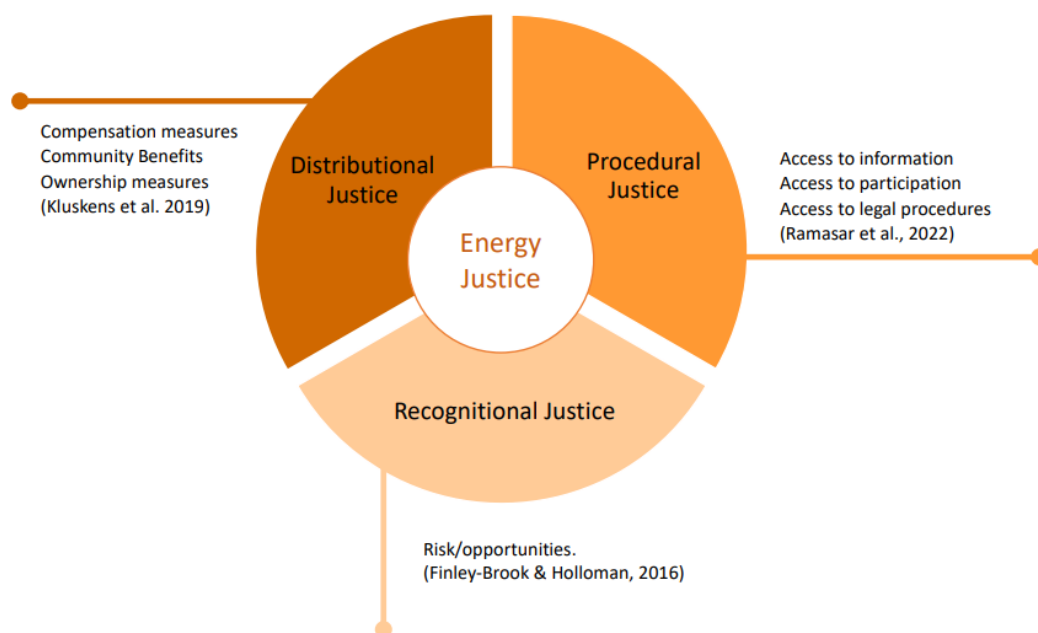 Compensation measures
Community Benefits
Ownership measures
(Kluskens et al. 2019)
Distributional
Justice
Procedural
Justice
Access to information
Access to participation
Access to legal procedures
(Ramasar et al., 2022)
Energy
Justice
Recognitional Justice
Risk/opportunities.
(Finley-Brook & Holloman, 2016)